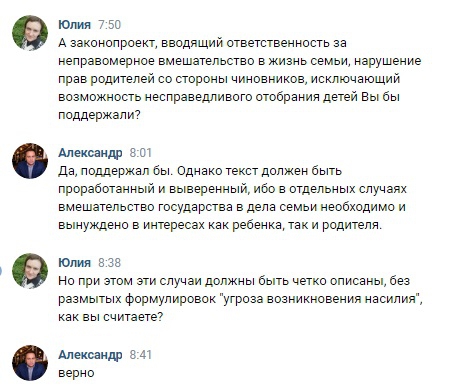 Юлия 7:50
А законопроект, вводящий ответственность за
неправомерное вмешательство в жизнь семьи, нарушение
прав родителей со стороны чиновников, исключающий
возможность несправедливого отобрания детей Вы бы
поддержали?
Александр 8:01
Да, поддержал бы. Однако текст должен быть
проработанный и выверенный, ибо в отдельных случаях
вмешательство государства в дела семьи необходимо и
вынуждено в интересах как ребенка, так и родителя.
Юлия 8:38
Но при этом эти случаи должны быть четко описаны, без
размытых формулировок "угроза возникновения насилия",
как вы считаете?
Александр 8:41
верно